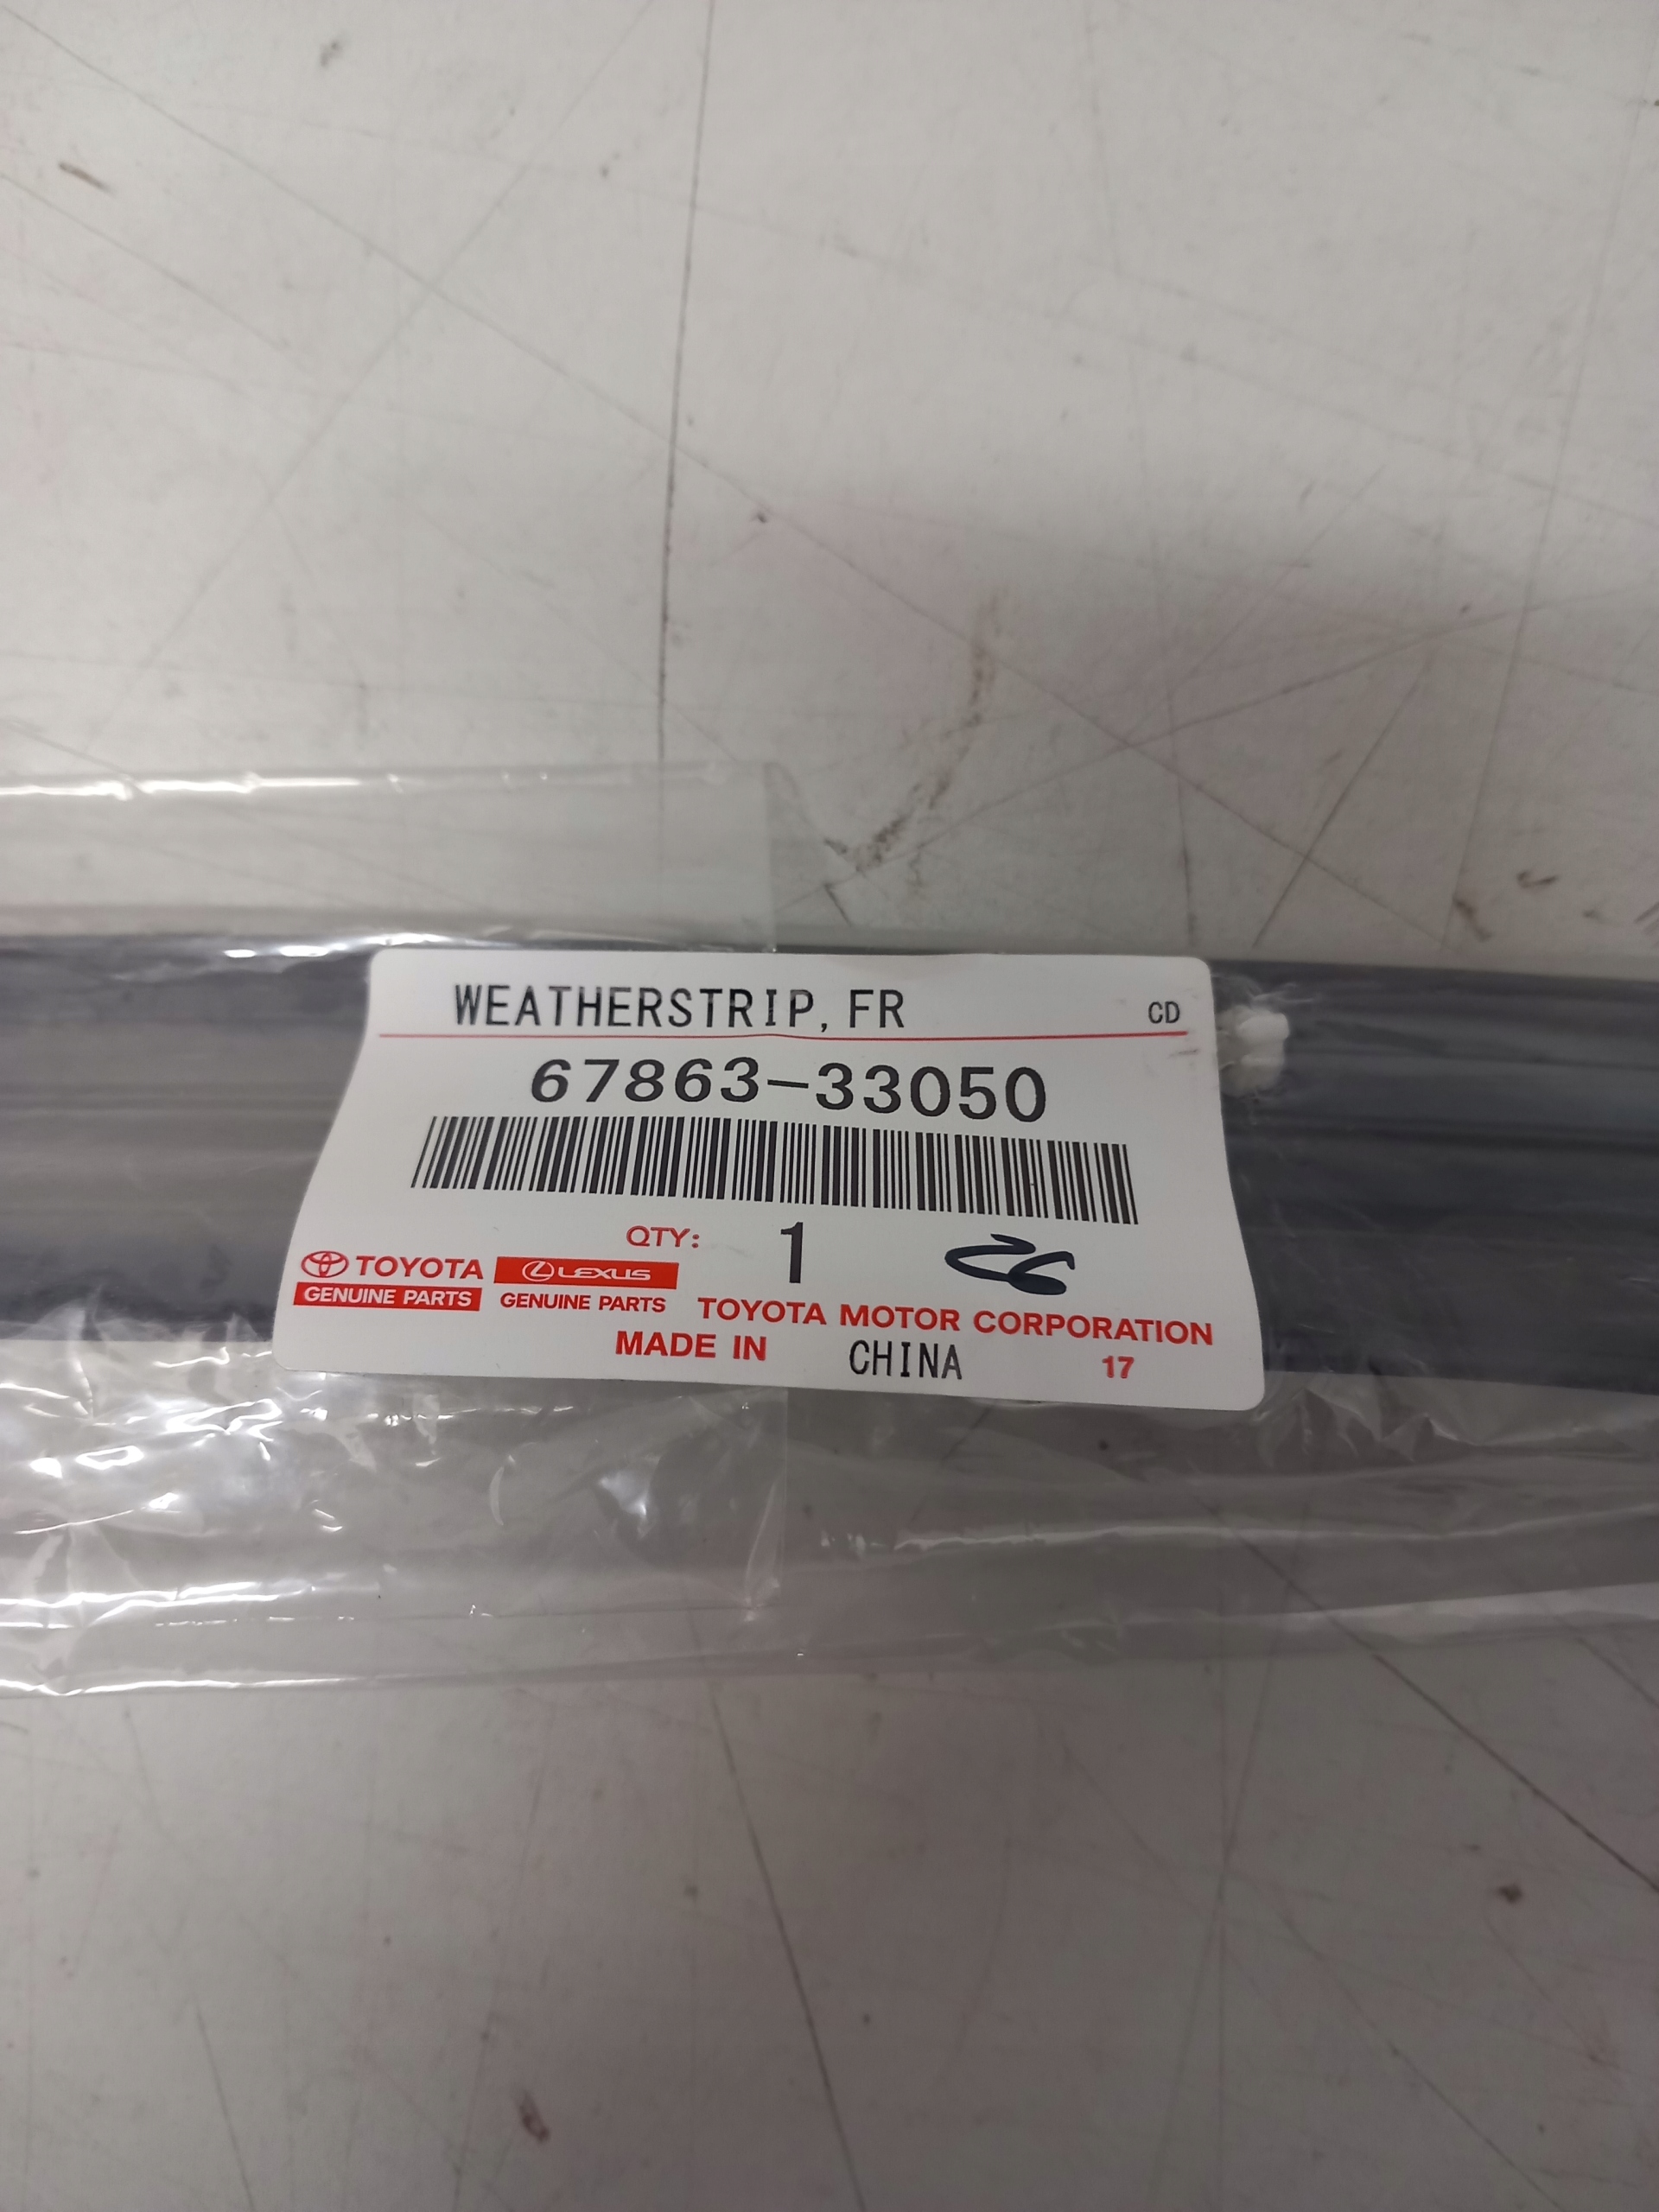 WEATHERSTRIP, FR CD
67863-33050
QTY: 1
TOYOTA LEXUS
GENUINE PARTS GENUINE PARTS TOYOTA MOTOR CORPORATION
MADE IN CHINA 17